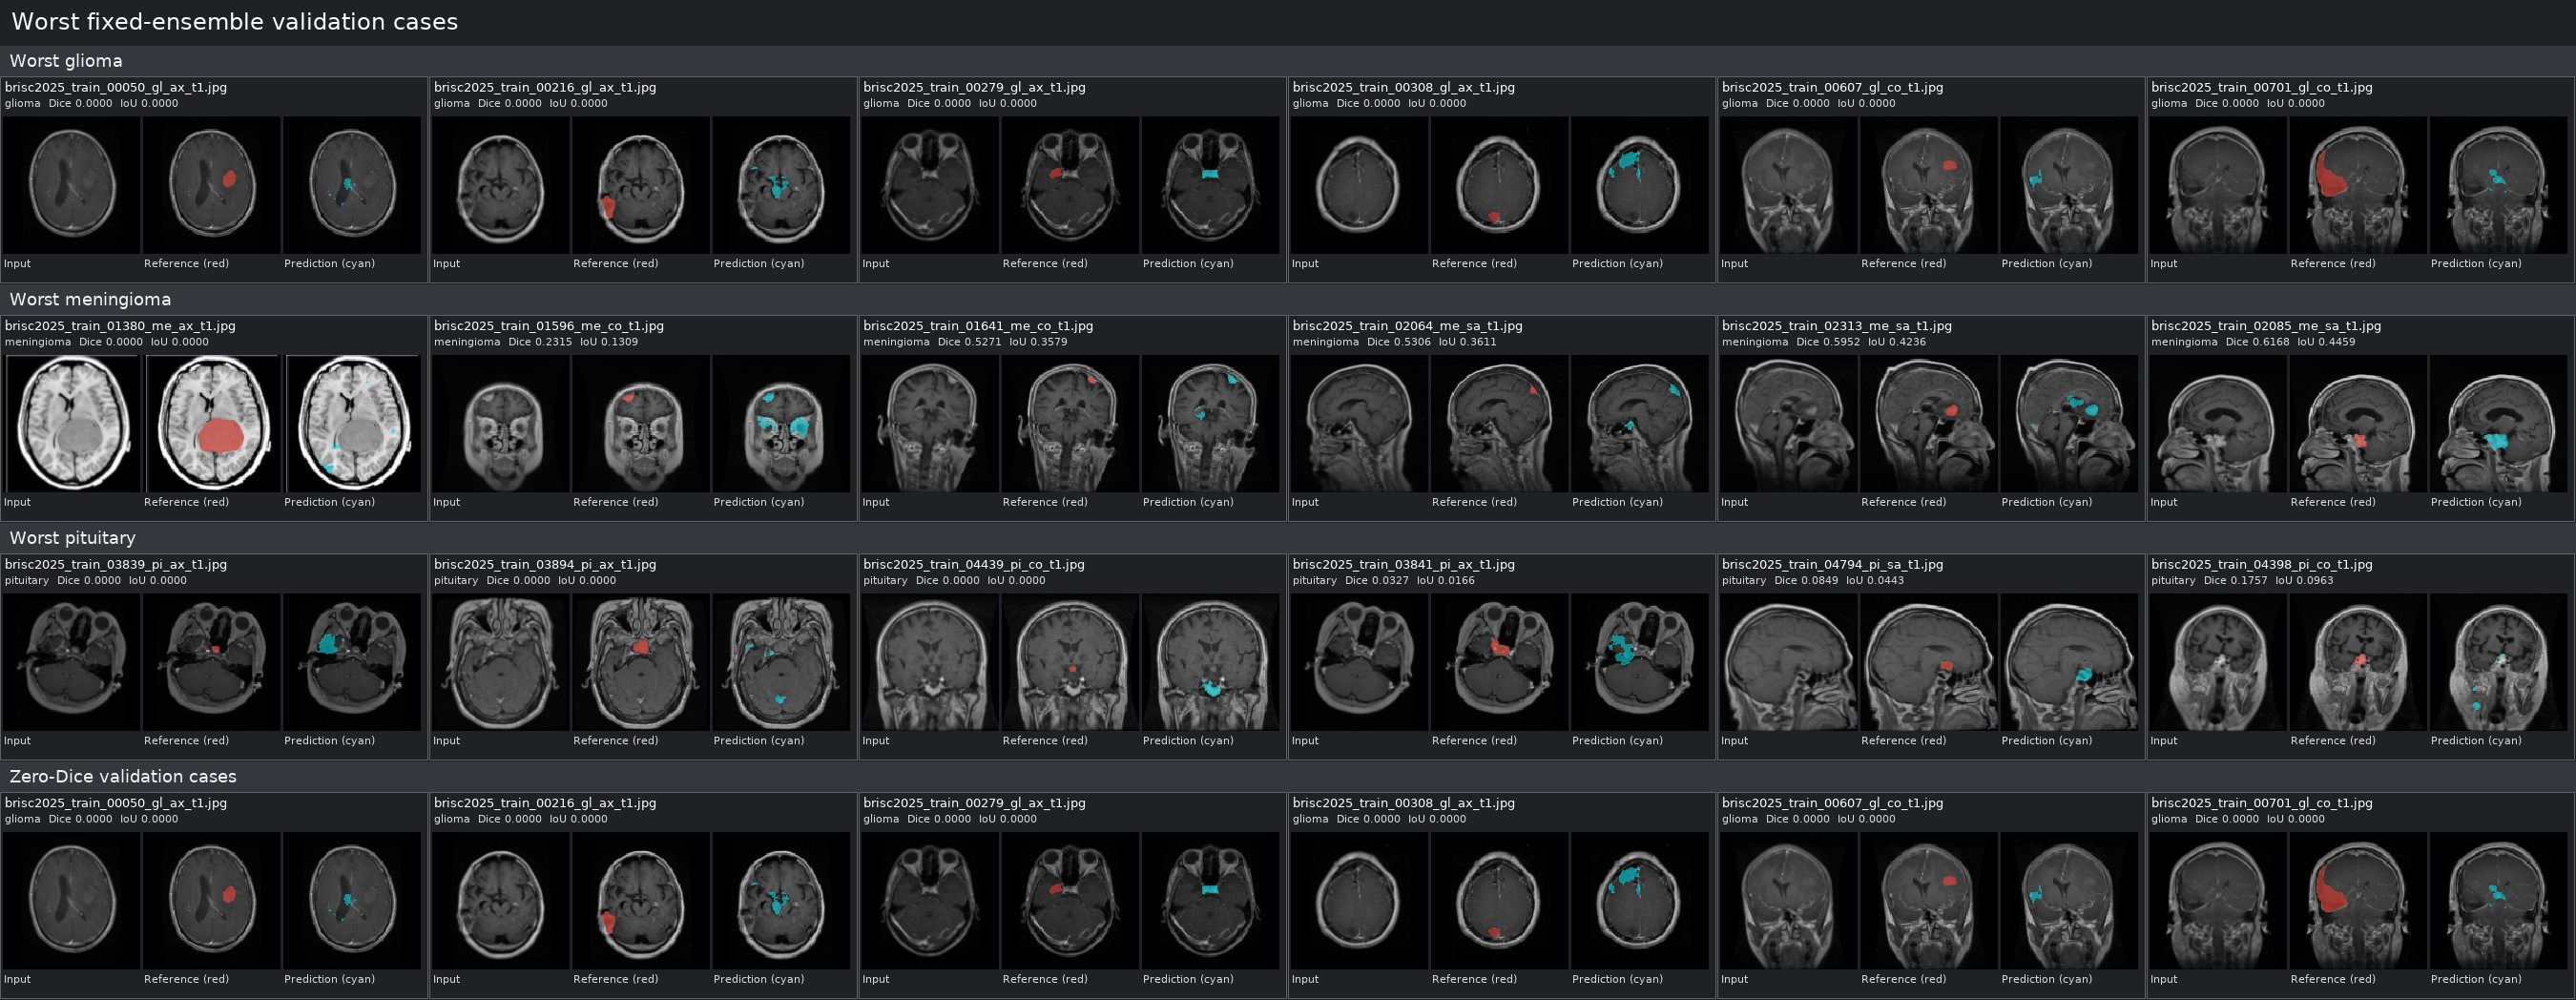 Worst fixed-ensemble validation cases
Worst glioma
brisc2025_train_00050_gl_ax_t1.jpg
glioma Dice 0.0000 IoU 0.0000
Input Reference (red) Prediction (cyan)
brisc2025_train_00216_gl_ax_t1.jpg
glioma Dice 0.0000 IoU 0.0000
Input Reference (red) Prediction (cyan)
brisc2025_train_00279_gl_ax_t1.jpg
glioma Dice 0.0000 IoU 0.0000
Input Reference (red) Prediction (cyan)
brisc2025_train_00308_gl_ax_t1.jpg
glioma Dice 0.0000 IoU 0.0000
Input Reference (red) Prediction (cyan)
brisc2025_train_00607_gl_co_t1.jpg
glioma Dice 0.0000 IoU 0.0000
Input Reference (red) Prediction (cyan)
brisc2025_train_00701_gl_co_t1.jpg
glioma Dice 0.0000 IoU 0.0000
Input Reference (red) Prediction (cyan)
Worst meningioma
brisc2025_train_01380_me_ax_t1.jpg
meningioma Dice 0.0000 IoU 0.0000
Input Reference (red) Prediction (cyan)
brisc2025_train_01596_me_co_t1.jpg
meningioma Dice 0.2315 IoU 0.1309
Input Reference (red) Prediction (cyan)
brisc2025_train_01641_me_co_t1.jpg
meningioma Dice 0.5271 IoU 0.3579
Input Reference (red) Prediction (cyan)
brisc2025_train_02064_me_sa_t1.jpg
meningioma Dice 0.5306 IoU 0.3611
Input Reference (red) Prediction (cyan)
brisc2025_train_02313_me_sa_t1.jpg
meningioma Dice 0.5952 IoU 0.4236
Input Reference (red) Prediction (cyan)
brisc2025_train_02085_me_sa_t1.jpg
meningioma Dice 0.6168 IoU 0.4459
Input Reference (red) Prediction (cyan)
Worst pituitary
brisc2025_train_03839_pi_ax_t1.jpg
pituitary Dice 0.0000 IoU 0.0000
Input Reference (red) Prediction (cyan)
brisc2025_train_03894_pi_ax_t1.jpg
pituitary Dice 0.0000 IoU 0.0000
Input Reference (red) Prediction (cyan)
brisc2025_train_04439_pi_co_t1.jpg
pituitary Dice 0.0000 IoU 0.0000
Input Reference (red) Prediction (cyan)
brisc2025_train_03841_pi_ax_t1.jpg
pituitary Dice 0.0327 IoU 0.0166
Input Reference (red) Prediction (cyan)
brisc2025_train_04794_pi_sa_t1.jpg
pituitary Dice 0.0849 IoU 0.0443
Input Reference (red) Prediction (cyan)
brisc2025_train_04398_pi_co_t1.jpg
pituitary Dice 0.1757 IoU 0.0963
Input Reference (red) Prediction (cyan)
Zero-Dice validation cases
brisc2025_train_00050_gl_ax_t1.jpg
glioma Dice 0.0000 IoU 0.0000
Input Reference (red) Prediction (cyan)
brisc2025_train_00216_gl_ax_t1.jpg
glioma Dice 0.0000 IoU 0.0000
Input Reference (red) Prediction (cyan)
brisc2025_train_00279_gl_ax_t1.jpg
glioma Dice 0.0000 IoU 0.0000
Input Reference (red) Prediction (cyan)
brisc2025_train_00308_gl_ax_t1.jpg
glioma Dice 0.0000 IoU 0.0000
Input Reference (red) Prediction (cyan)
brisc2025_train_00607_gl_co_t1.jpg
glioma Dice 0.0000 IoU 0.0000
Input Reference (red) Prediction (cyan)
brisc2025_train_00701_gl_co_t1.jpg
glioma Dice 0.0000 IoU 0.0000
Input Reference (red) Prediction (cyan)